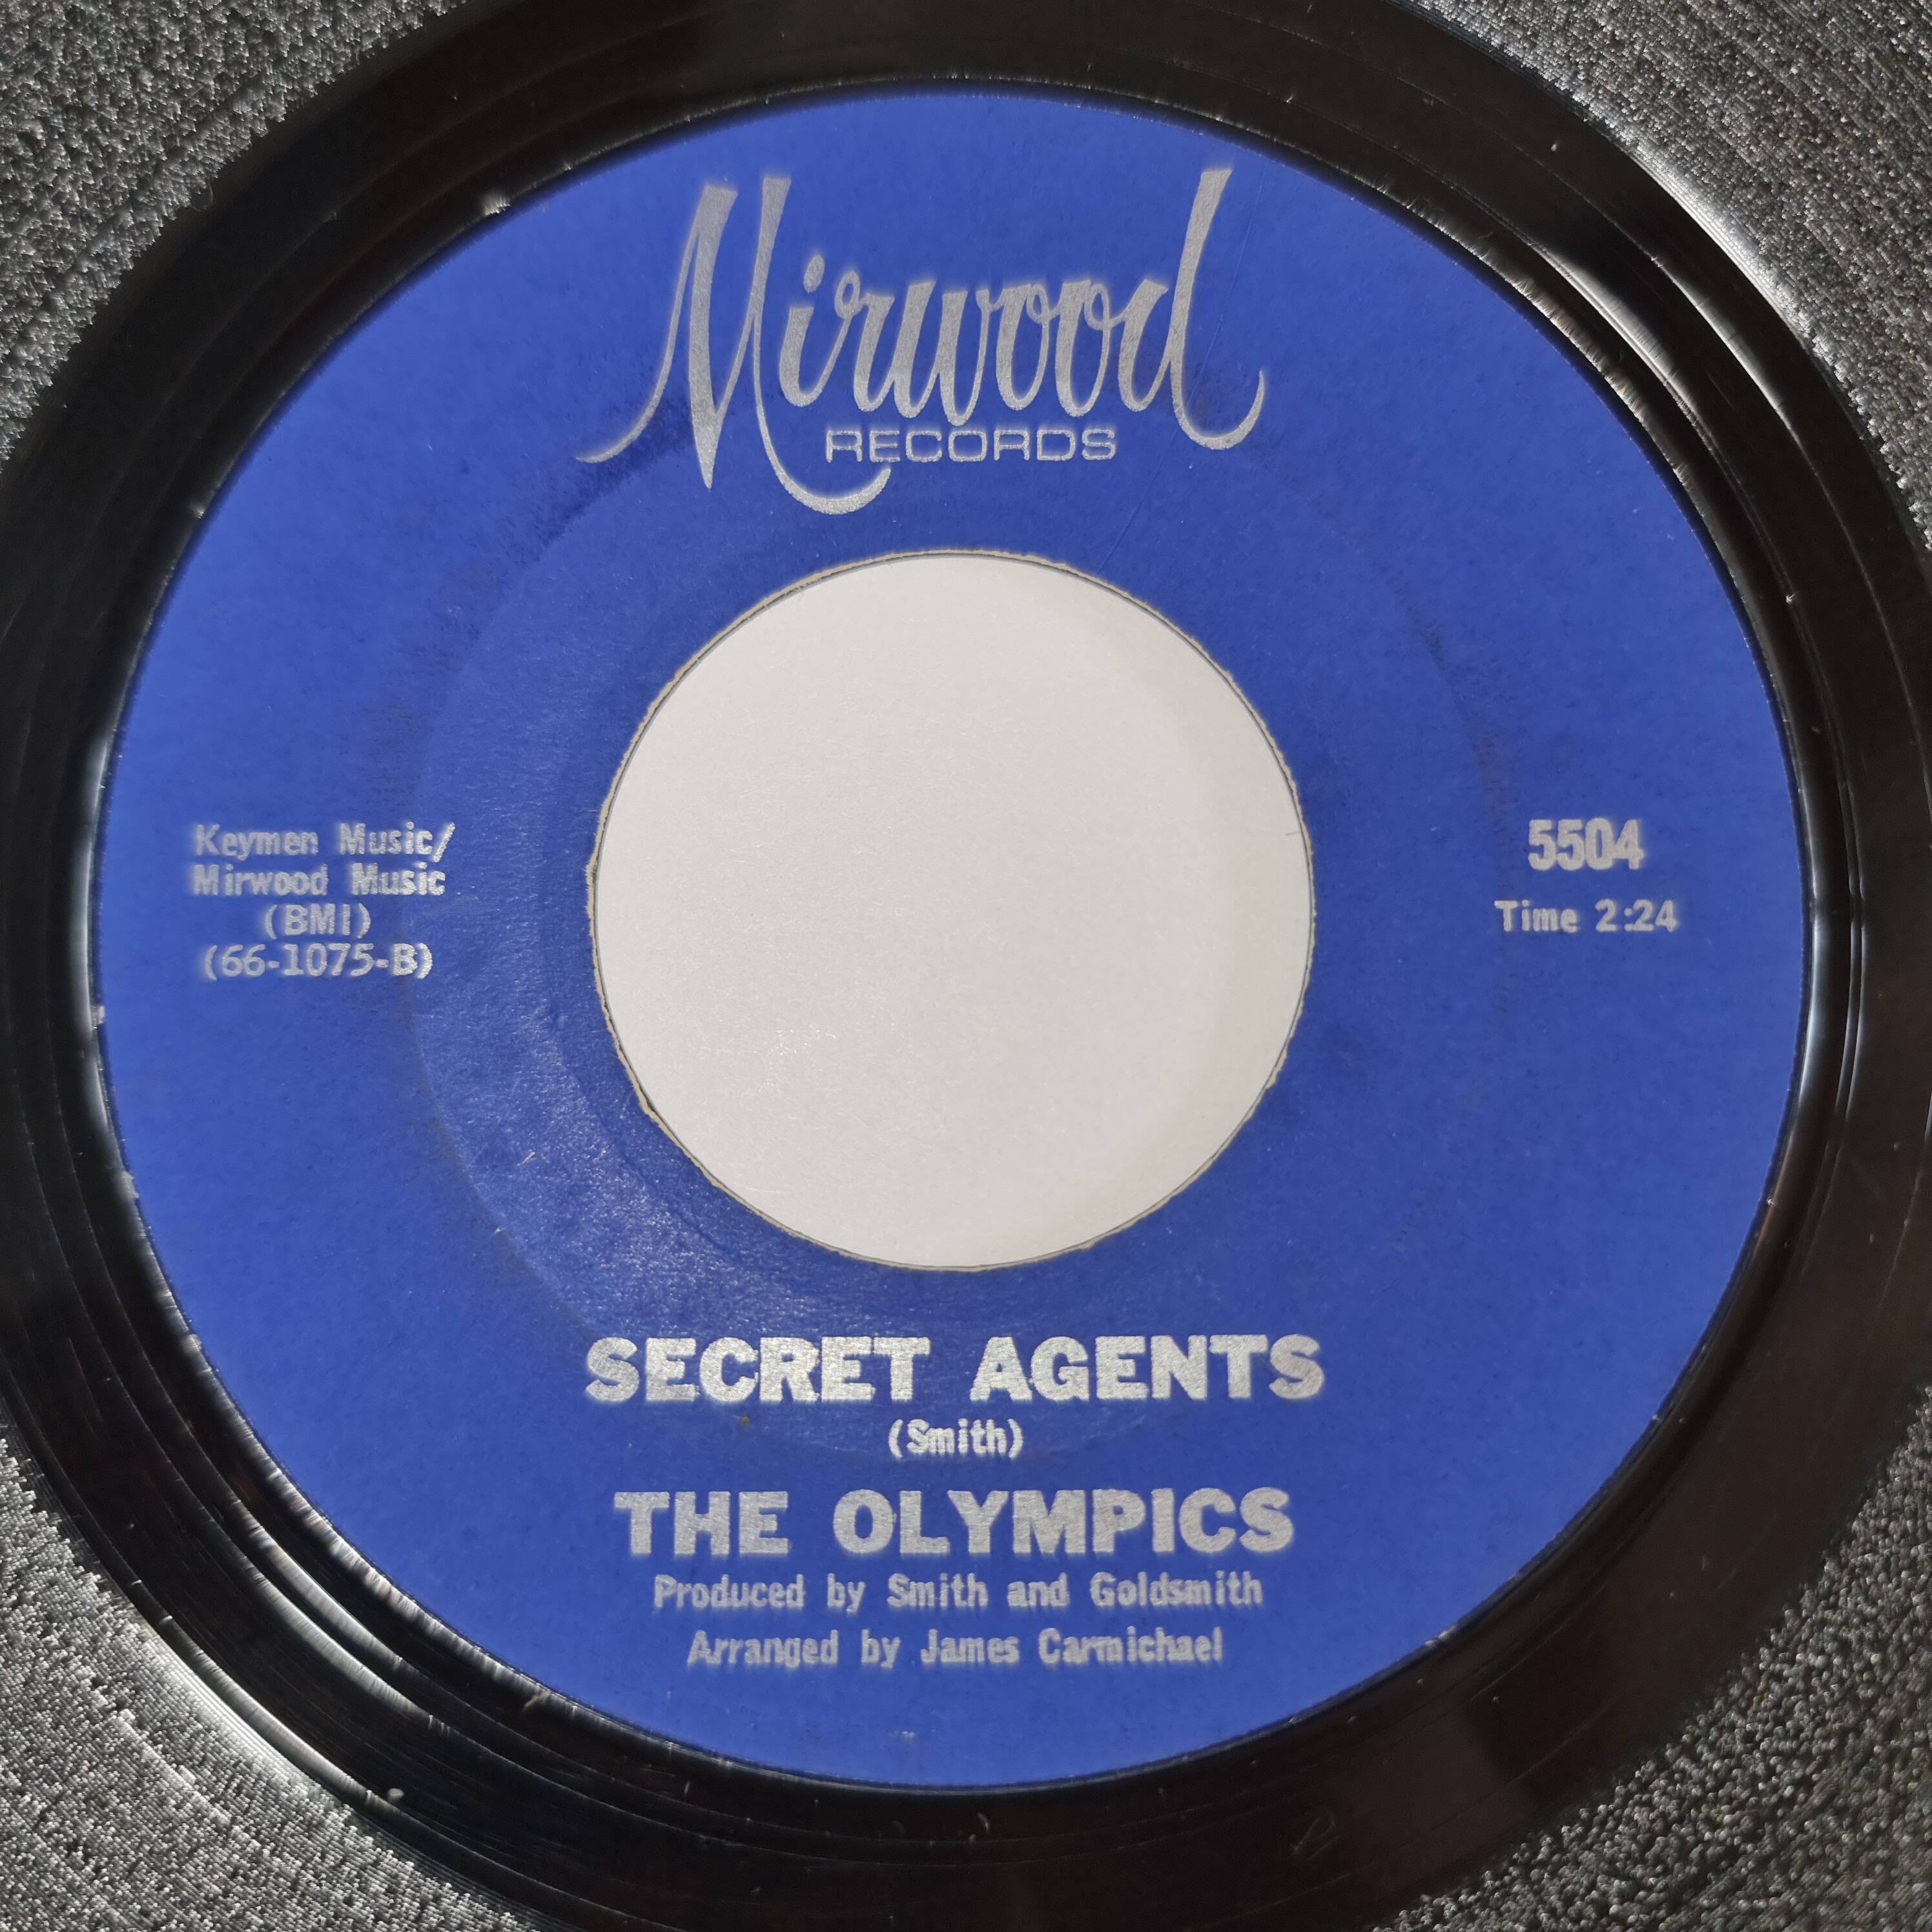 Mirwood
RECORDS
Keymen Music/
Mirwood Music
(BMI)
(66-1075-B)
5504
Time 2:24
SECRET AGENTS
(Smith)
THE OLYMPICS
Produced by Smith and Goldsmith
Arranged by James Carmichael